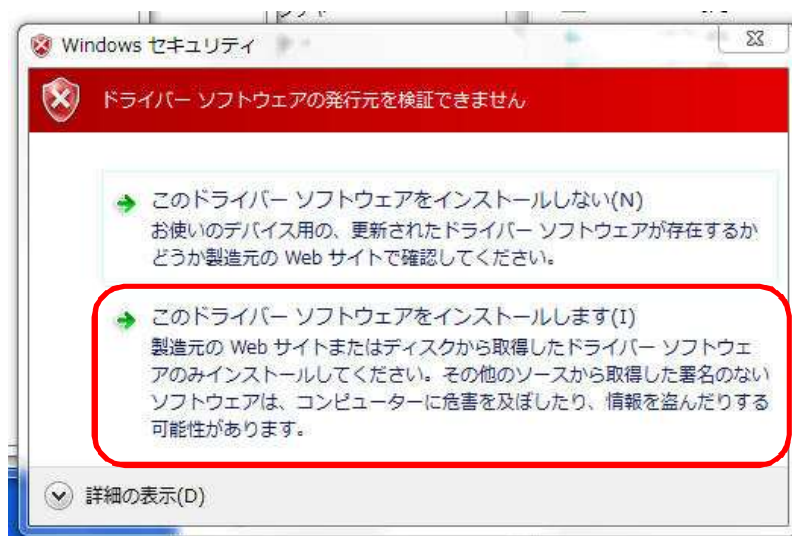 Windows セキュリティ
ドライバー ソフトウェアの発行元を検証できません
このドライバー ソフトウェアをインストールしない(N)
お使いのデバイス用の、更新されたドライバー ソフトウェアが存在するか
どうか製造元の Web サイトで確認してください。
このドライバー ソフトウェアをインストールします(I)
製造元の Web サイトまたはディスクから取得したドライバー ソフトウェ
アのみインストールしてください。その他のソースから取得した署名のない
ソフトウェアは、コンピューターに危害を及ぼしたり、情報を盗んだりする
可能性があります。
詳細の表示(D)